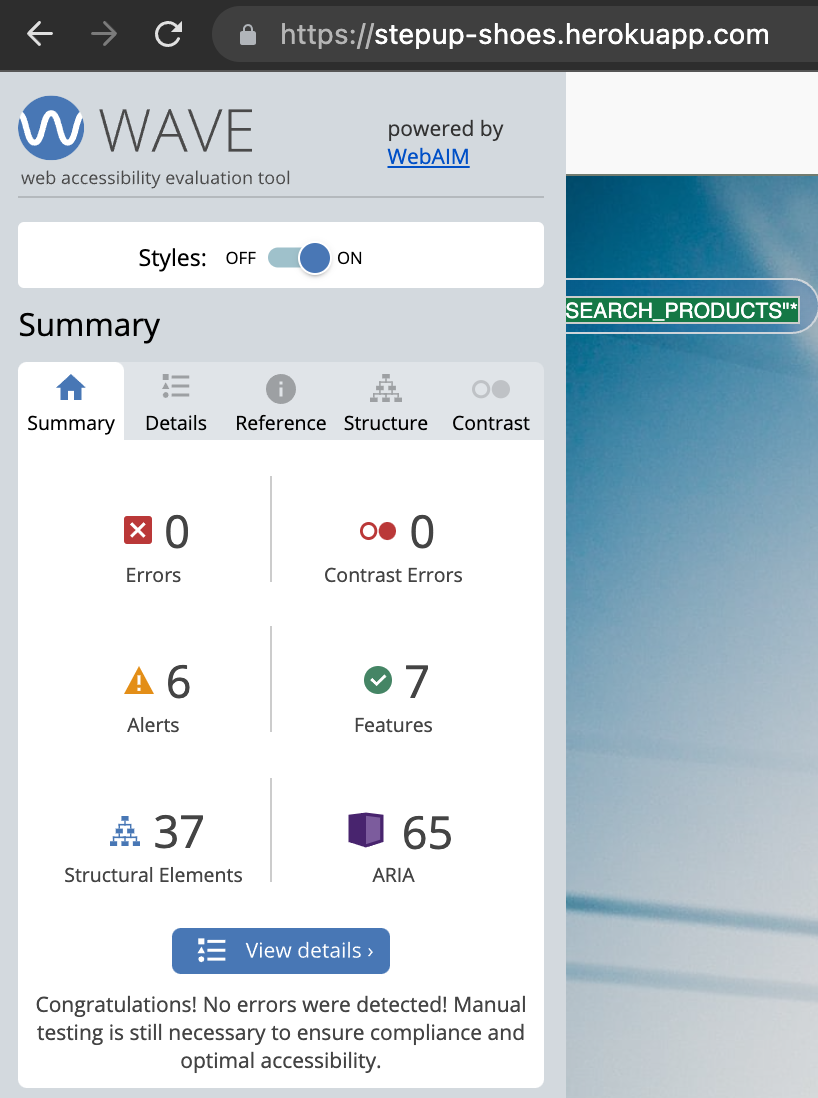 https://stepup-shoes.herokuapp.com
WAVE
web accessibility evaluation tool
powered by
WebAIM
Styles: OFF ON
SEARCH_PRODUCTS"*
Summary
Summary Details Reference Structure Contrast
0 0
Errors Contrast Errors
6 7
Alerts Features
37 65
Structural Elements ARIA
View details ›
Congratulations! No errors were detected! Manual
testing is still necessary to ensure compliance and
optimal accessibility.